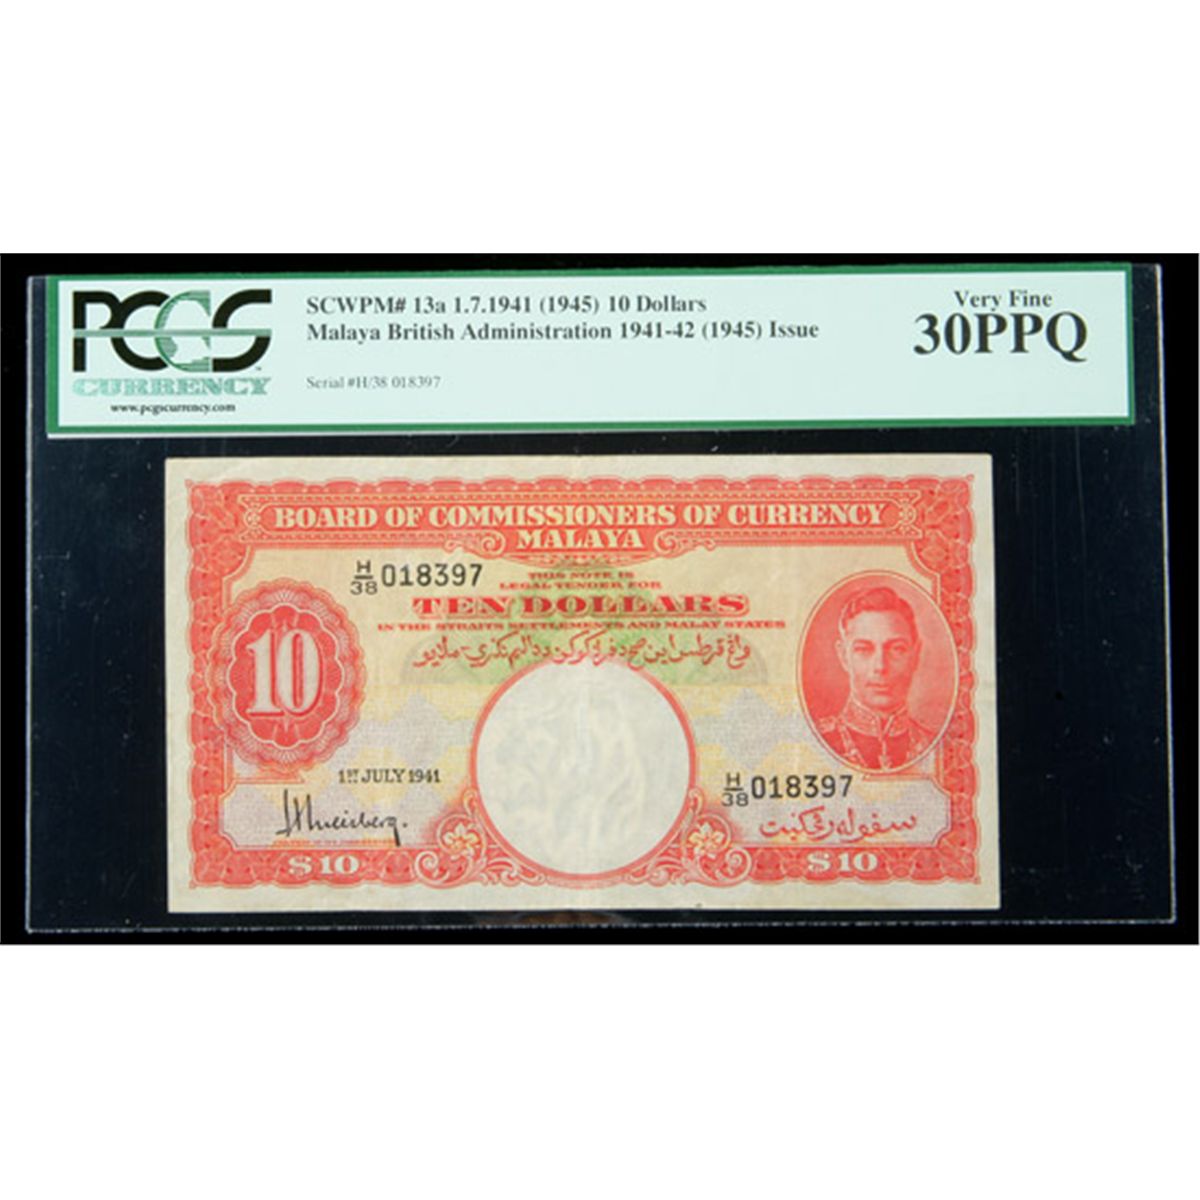 PCGS
CURRENCY
www.pcgscurrency.com
SCWPM# 13a 1.7.1941 (1945) 10 Dollars
Malaya British Administration 1941-42 (1945) Issue
Serial #H/38 018397
Very Fine
30PPQ
BOARD OF COMMISSIONERS OF CURRENCY
MALAYA
H/38 018397
THIS NOTE IS
LEGAL TENDER FOR
TEN DOLLARS
IN THE STRAITS SETTLEMENTS AND MALAY STATES
10
1ST JULY 1941
H/38 018397
سفوله رڠݢيت
$10
$10